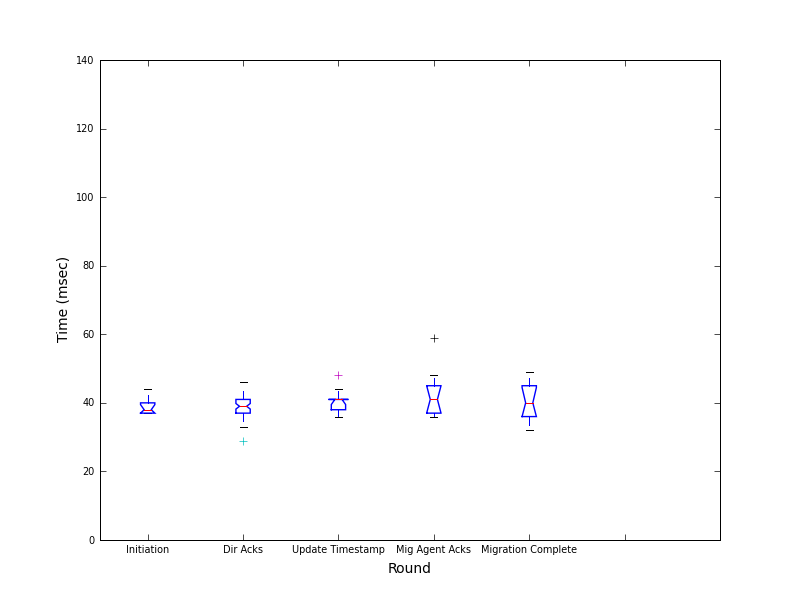 140
120
100
80
60
40
20
0
Time (msec)
Initiation Dir Acks Update Timestamp Mig Agent Acks Migration Complete
Round